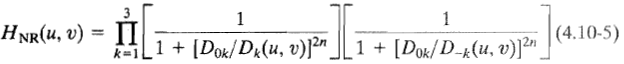 H_NR(u, v) = ∏_{k=1}^{3} [ 1 / (1 + [D_0k/D_k(u, v)]^{2n}) ] [ 1 / (1 + [D_0k/D_{-k}(u, v)]^{2n}) ] (4.10-5)